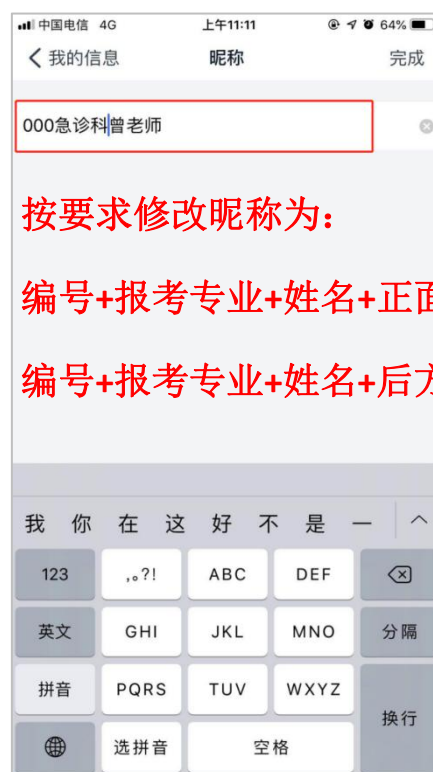 中国电信 4G 上午11:11 64%
我的信息 昵称 完成
000急诊科曾老师
按要求修改昵称为：
编号+报考专业+姓名+正面
编号+报考专业+姓名+后方
我 你 在 这 好 不 是 一
123 ,。?! ABC DEF
英文 GHI JKL MNO 分隔
拼音 PQRS TUV WXYZ
换行
选拼音 空格